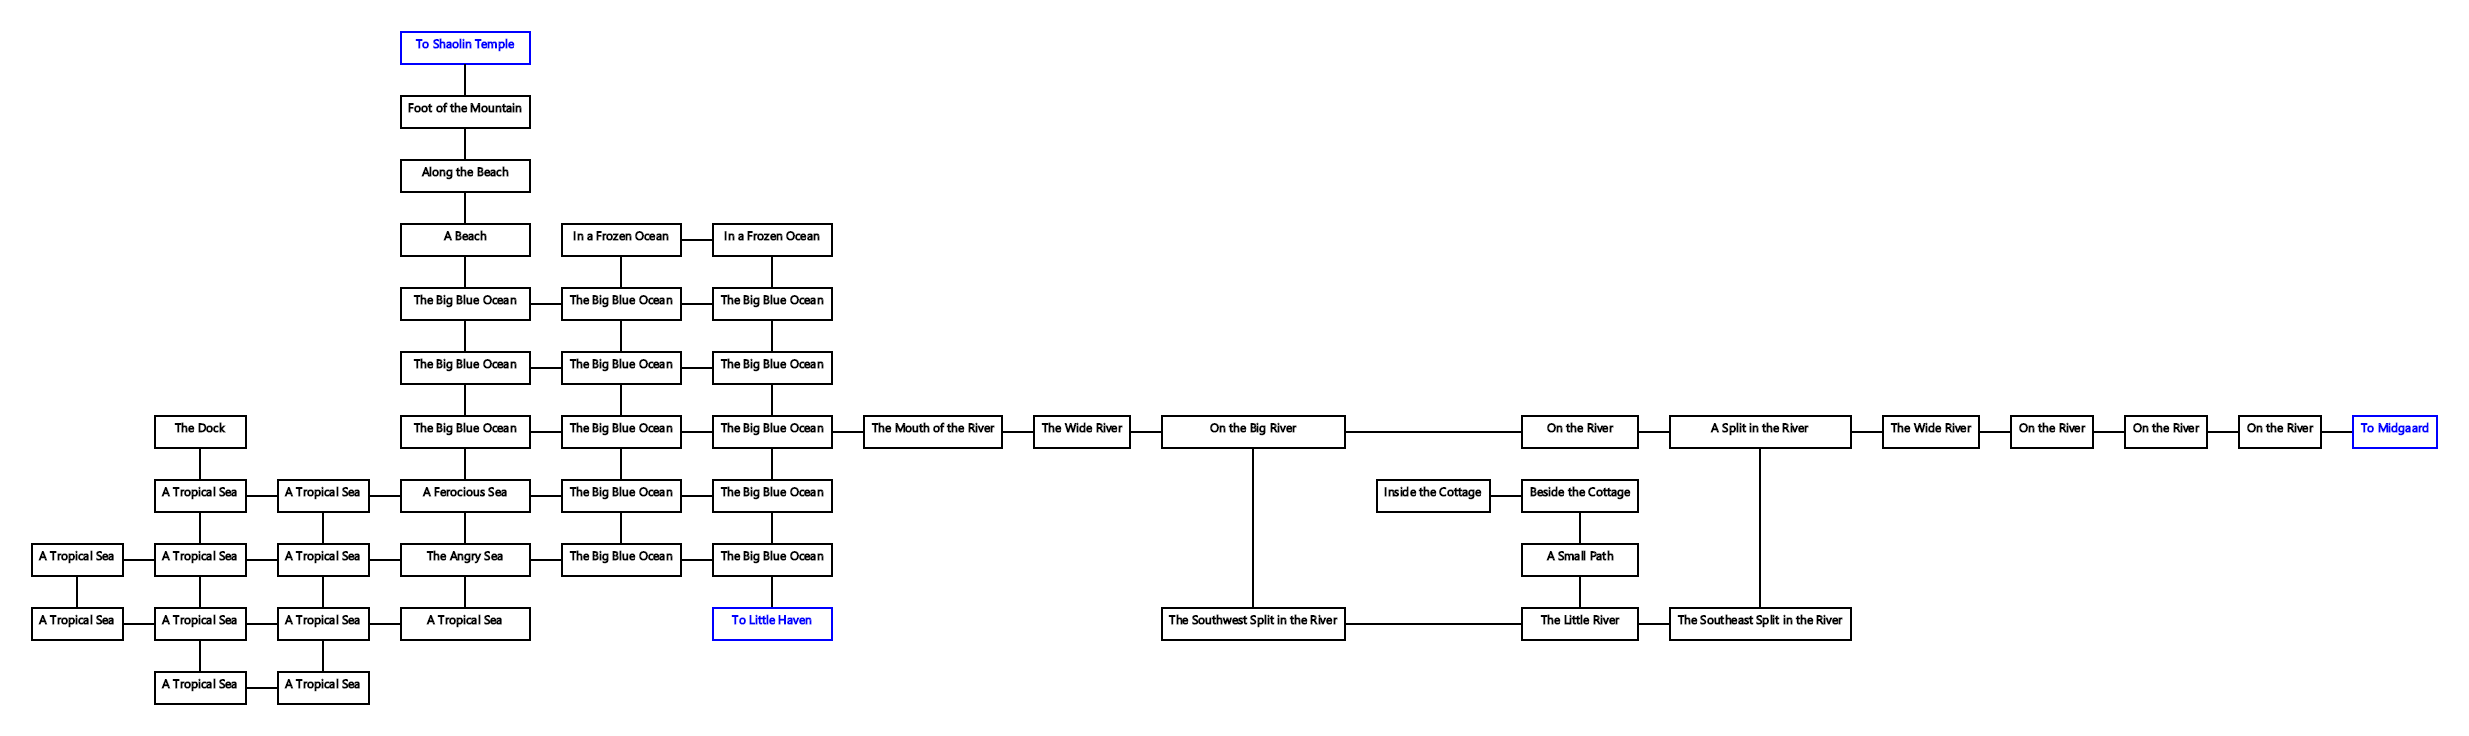 To Shaolin Temple
Foot of the Mountain
Along the Beach
A Beach
In a Frozen Ocean
In a Frozen Ocean
The Big Blue Ocean
The Big Blue Ocean
The Big Blue Ocean
The Big Blue Ocean
The Big Blue Ocean
The Big Blue Ocean
The Dock
The Big Blue Ocean
The Big Blue Ocean
The Big Blue Ocean
The Mouth of the River
The Wide River
On the Big River
On the River
A Split in the River
The Wide River
On the River
On the River
On the River
To Midgaard
A Tropical Sea
A Tropical Sea
A Ferocious Sea
The Big Blue Ocean
The Big Blue Ocean
Inside the Cottage
Beside the Cottage
A Tropical Sea
A Tropical Sea
A Tropical Sea
The Angry Sea
The Big Blue Ocean
The Big Blue Ocean
A Small Path
A Tropical Sea
A Tropical Sea
A Tropical Sea
A Tropical Sea
To Little Haven
The Southwest Split in the River
The Little River
The Southeast Split in the River
A Tropical Sea
A Tropical Sea